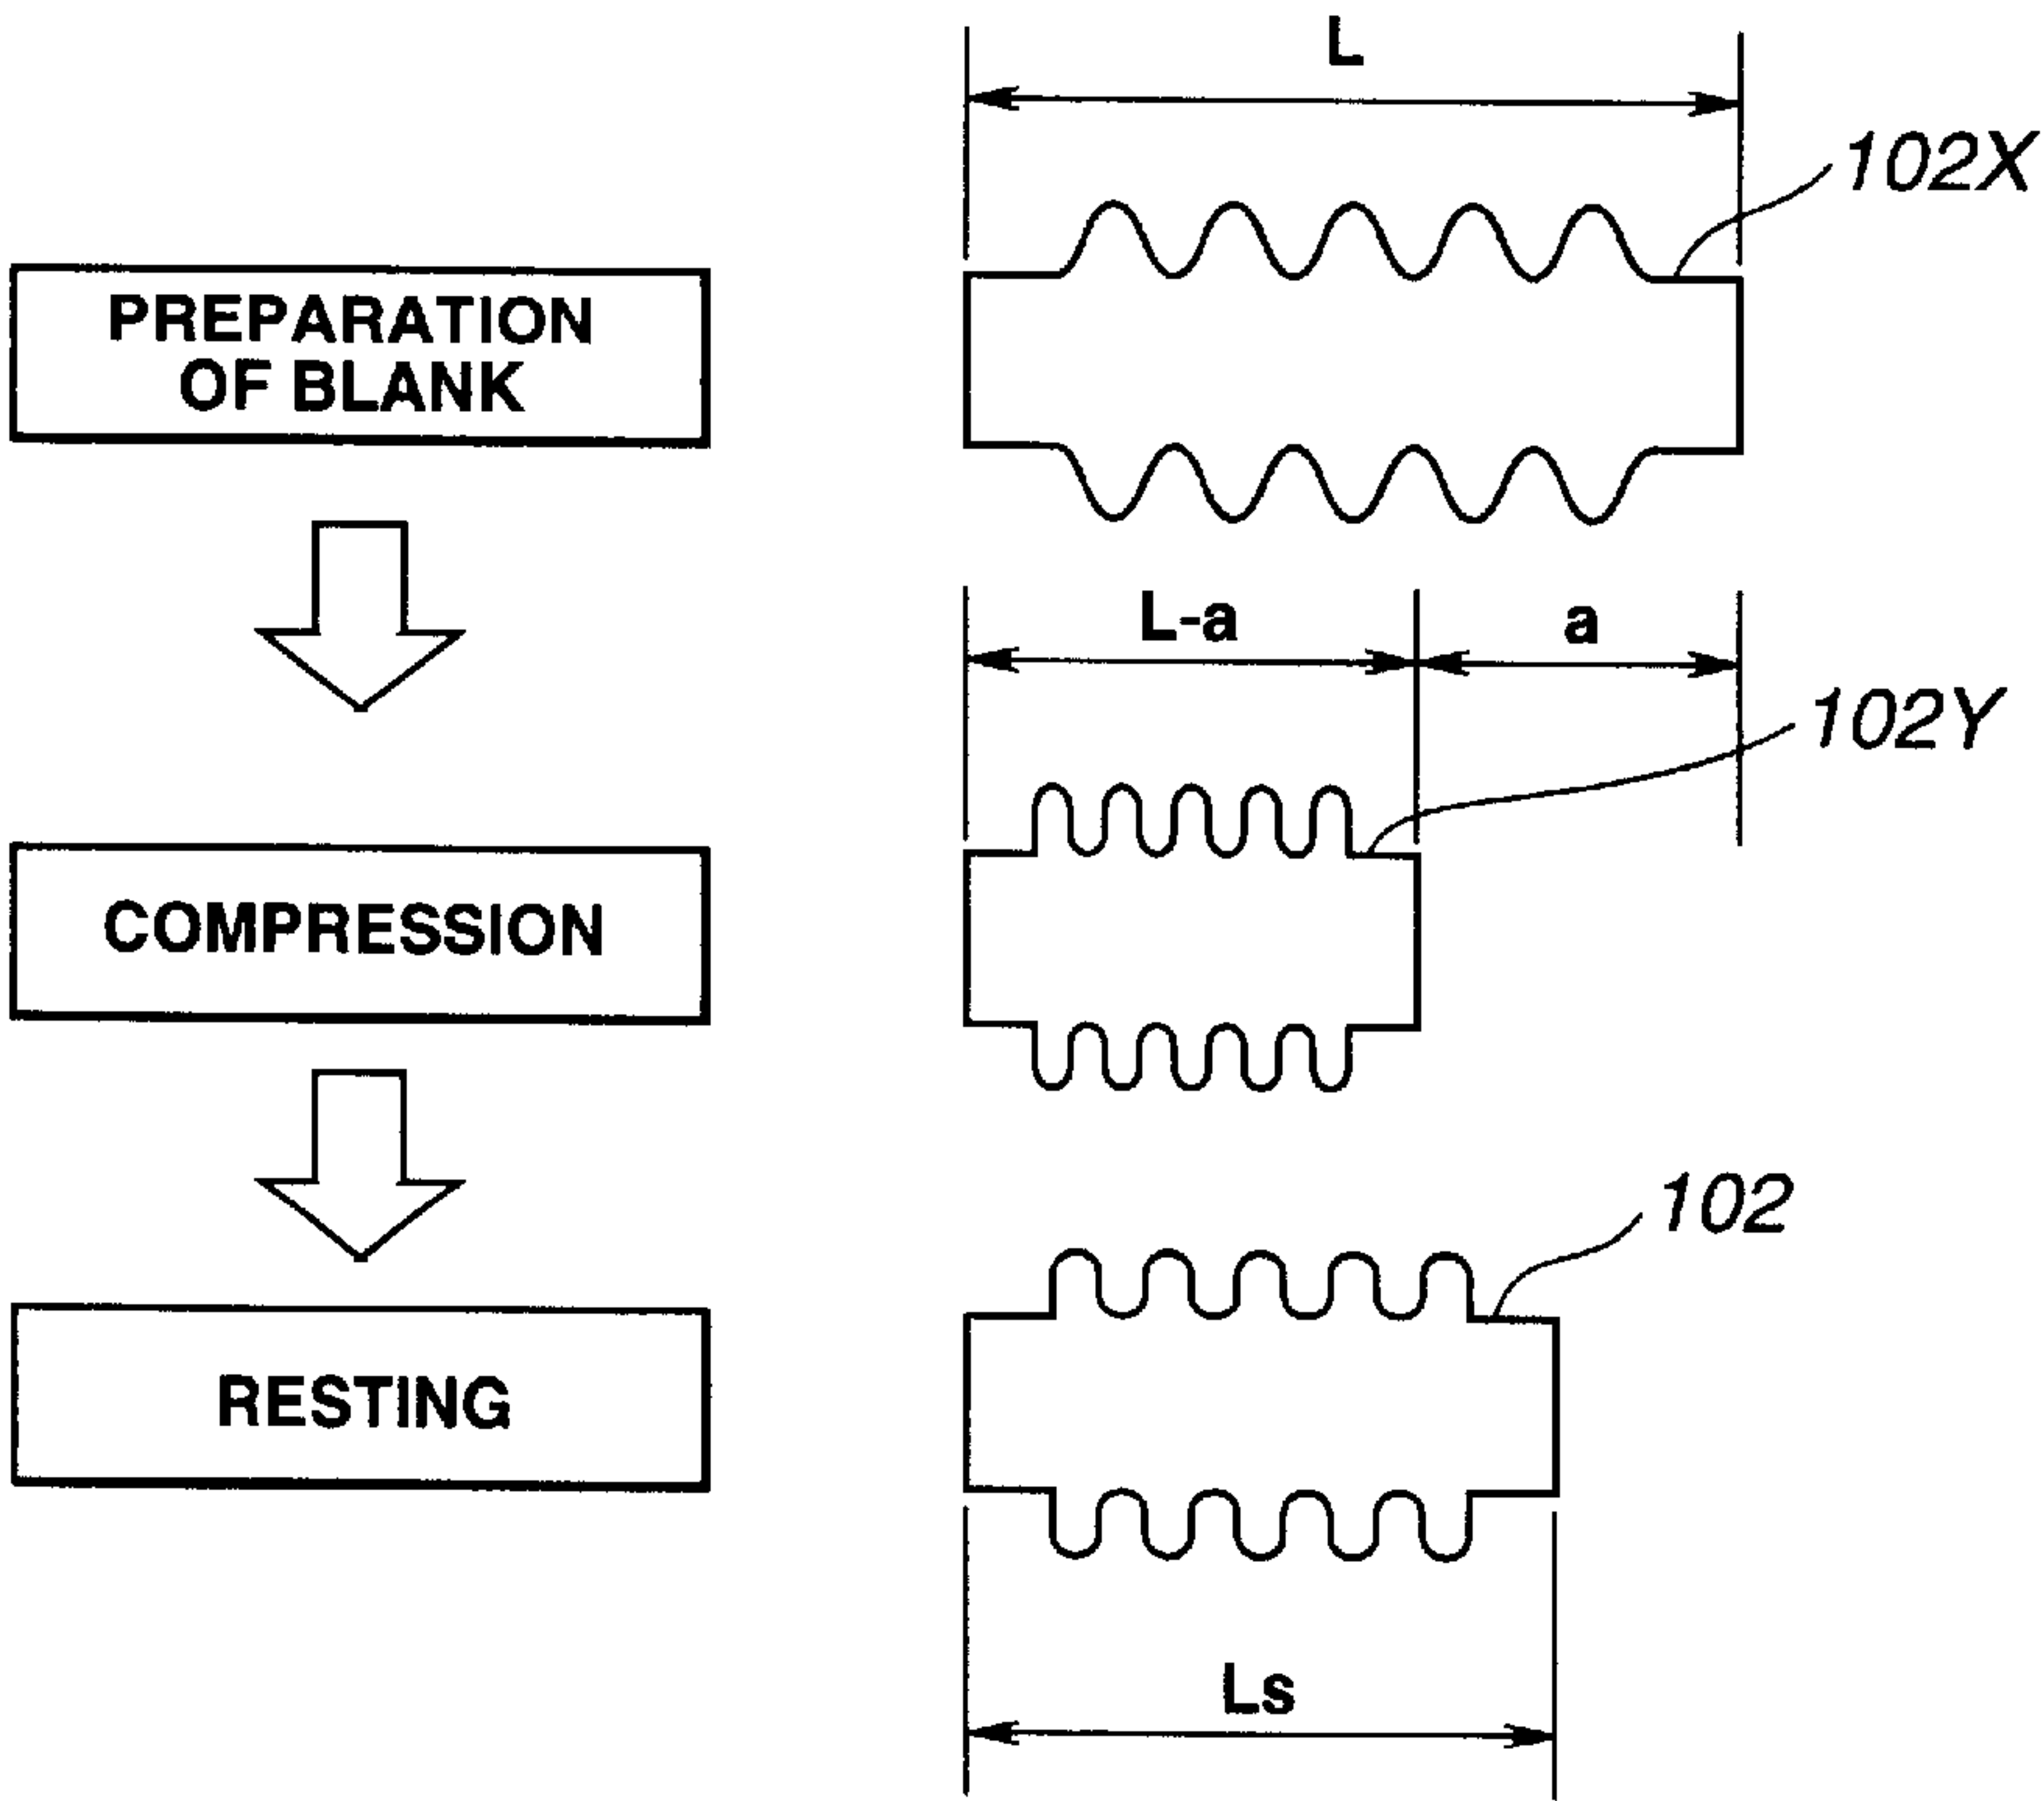 L
102X
PREPARATION
OF BLANK
L-a
a
102Y
COMPRESSION
102
RESTING
Ls